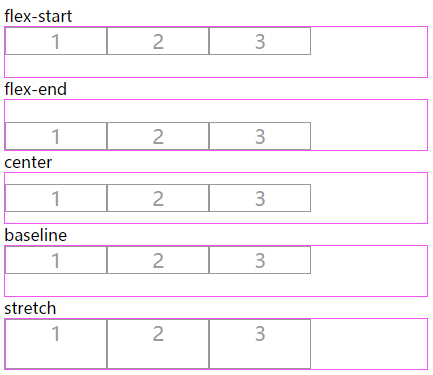 flex-start
1 2 3
flex-end
1 2 3
center
1 2 3
baseline
1 2 3
stretch
1 2 3